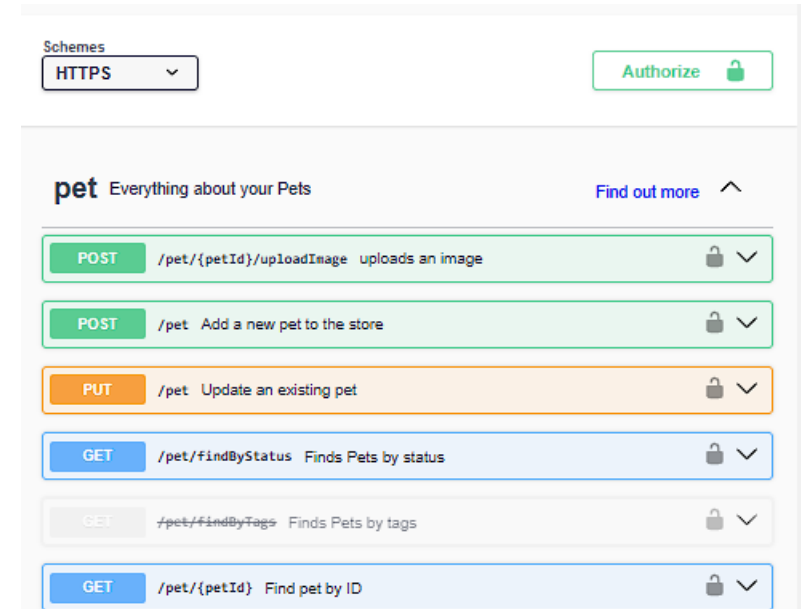 Schemes
HTTPS
Authorize
pet Everything about your Pets
Find out more
POST /pet/{petId}/uploadImage uploads an image
POST /pet Add a new pet to the store
PUT /pet Update an existing pet
GET /pet/findByStatus Finds Pets by status
GET /pet/findByTags Finds Pets by tags
GET /pet/{petId} Find pet by ID